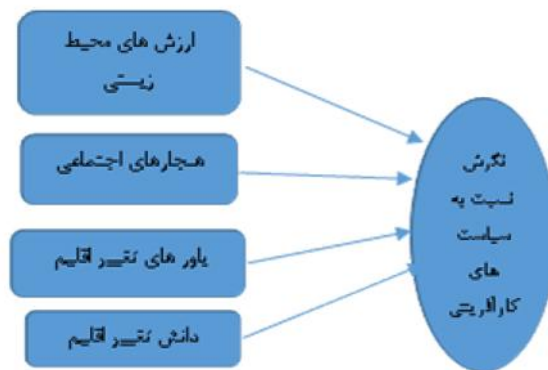 ارزش های محیط
زیستی
هنجارهای اجتماعی
باور های تغییر اقلیم
دانش تغییر اقلیم
نگرش
نسبت به
سیاست
های
کارآفرینی